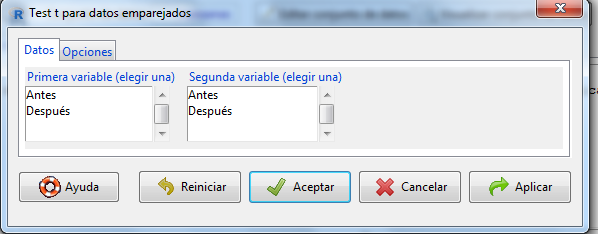 Test t para datos emparejados
Datos Opciones
Primera variable (elegir una) Segunda variable (elegir una)
Antes Antes
Después Después
Ayuda Reiniciar Aceptar Cancelar Aplicar